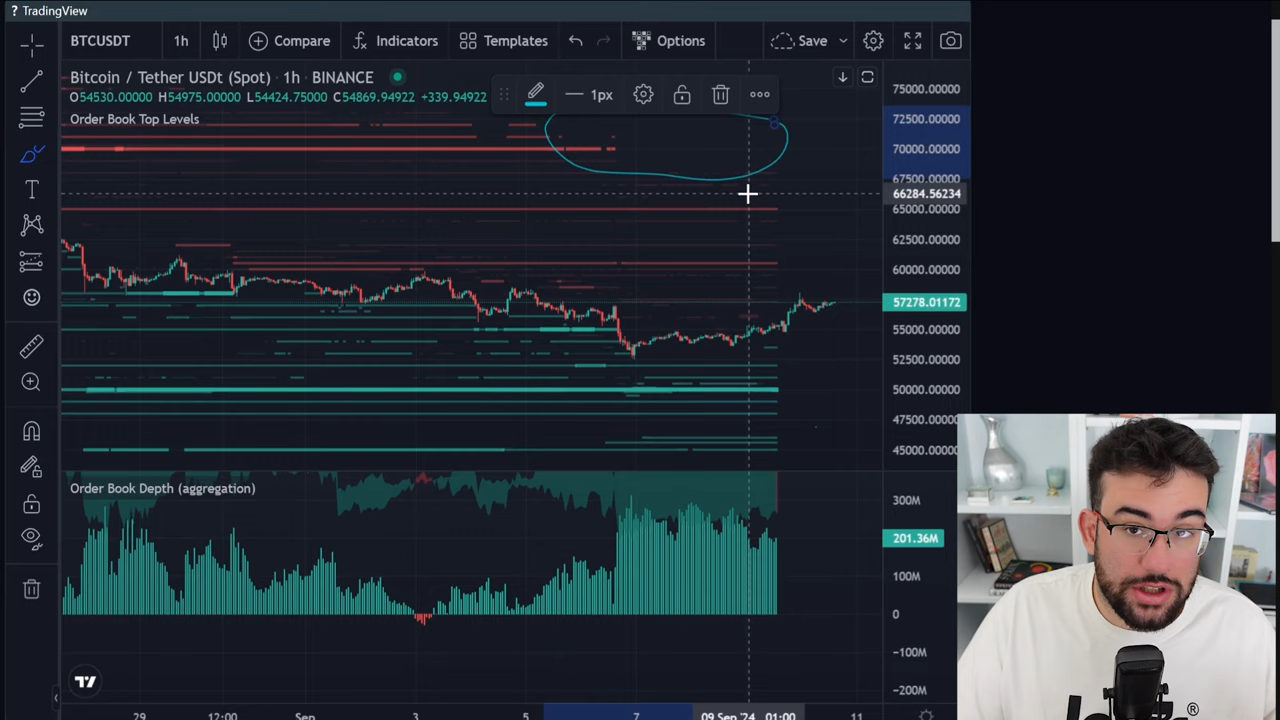 ? TradingView
BTCUSDT 1h Compare Indicators Templates Options Save
Bitcoin / Tether USDt (Spot) · 1h · BINANCE
O54530.00000 H54975.00000 L54424.75000 C54869.94922 +339.94922
1px
Order Book Top Levels
75000.00000
72500.00000
70000.00000
67500.00000
66284.56234
65000.00000
62500.00000
60000.00000
57278.01172
55000.00000
52500.00000
50000.00000
47500.00000
45000.00000
Order Book Depth (aggregation)
300M
201.36M
100M
0
−100M
−200M
29 12:00 Sep 3 5 7 09 Sep '24 01:00 11
®